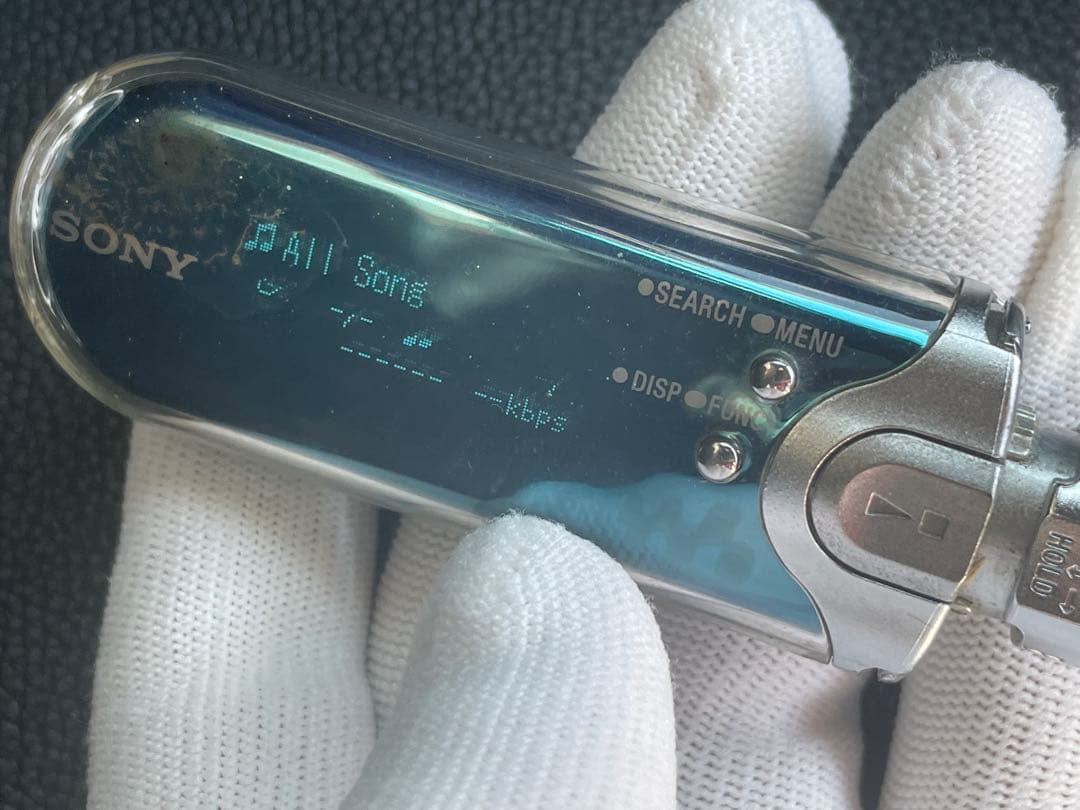 SONY
♫All Song
--/--
------ --kbps
●SEARCH ●MENU
●DISP ●FUNC
HOLD